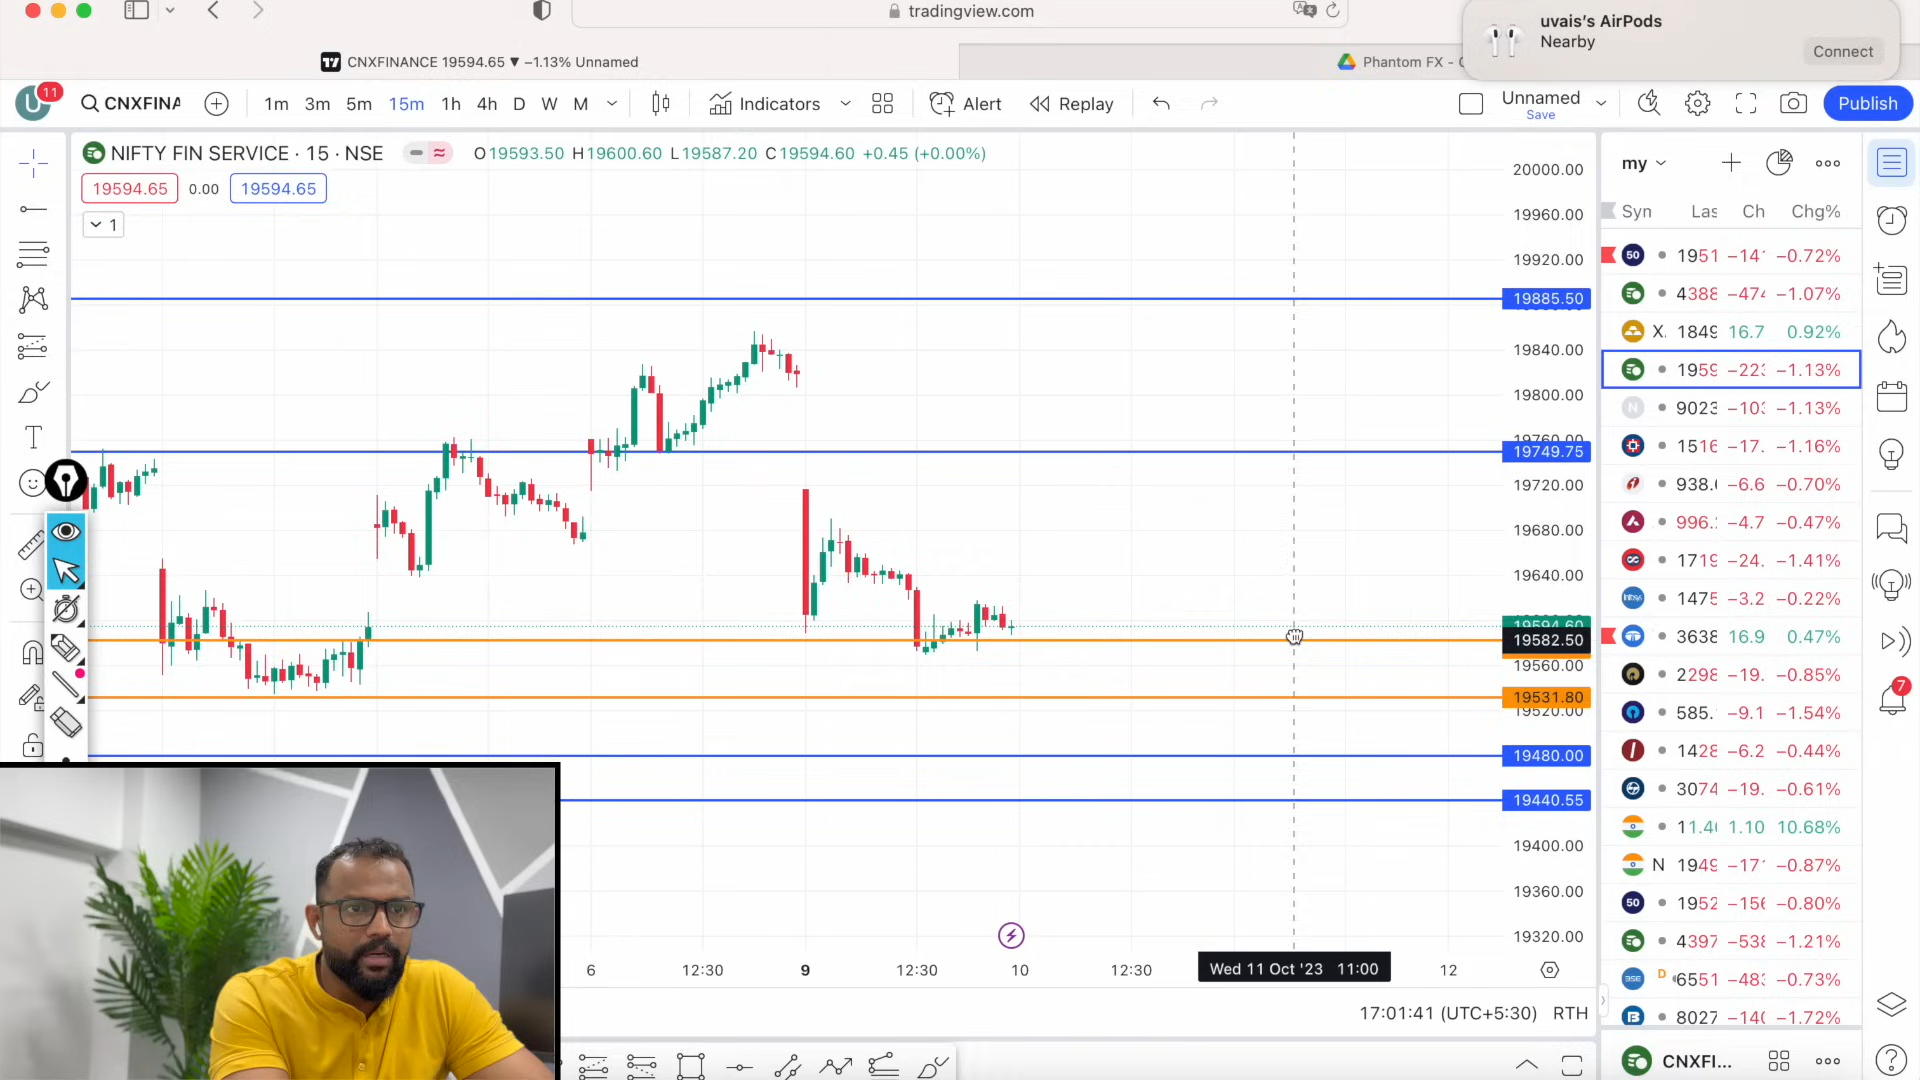 tradingview.com
uvais's AirPods
Nearby
Connect
CNXFINANCE 19594.65 ▼ −1.13% Unnamed
Phantom FX -
U
11
CNXFINA
1m 3m 5m 15m 1h 4h D W M
Indicators
Alert
Replay
Unnamed
Save
Publish
NIFTY FIN SERVICE · 15 · NSE
O19593.50 H19600.60 L19587.20 C19594.60 +0.45 (+0.00%)
19594.65 0.00 19594.65
1
20000.00
19960.00
19920.00
19885.50
19840.00
19800.00
19760.00
19749.75
19720.00
19680.00
19640.00
19594.60
19582.50
19560.00
19531.80
19520.00
19480.00
19440.55
19400.00
19360.00
19320.00
6 12:30 9 12:30 10 12:30 Wed 11 Oct '23 11:00 12
17:01:41 (UTC+5:30) RTH
my
Syn Las Ch Chg%
50 1951 −141 −0.72%
4388 −474 −1.07%
X. 1849 16.7 0.92%
1959 −223 −1.13%
N 9023 −103 −1.13%
1516 −17. −1.16%
938. −6.6 −0.70%
996. −4.7 −0.47%
1719 −24. −1.41%
1475 −3.2 −0.22%
3638 16.9 0.47%
2298 −19. −0.85%
585. −9.1 −1.54%
1428 −6.2 −0.44%
3074 −19. −0.61%
11.4 1.10 10.68%
N 1949 −17 −0.87%
50 1952 −156 −0.80%
4397 −538 −1.21%
BSE D 6551 −483 −0.73%
B 8027 −140 −1.72%
CNXFI...
7